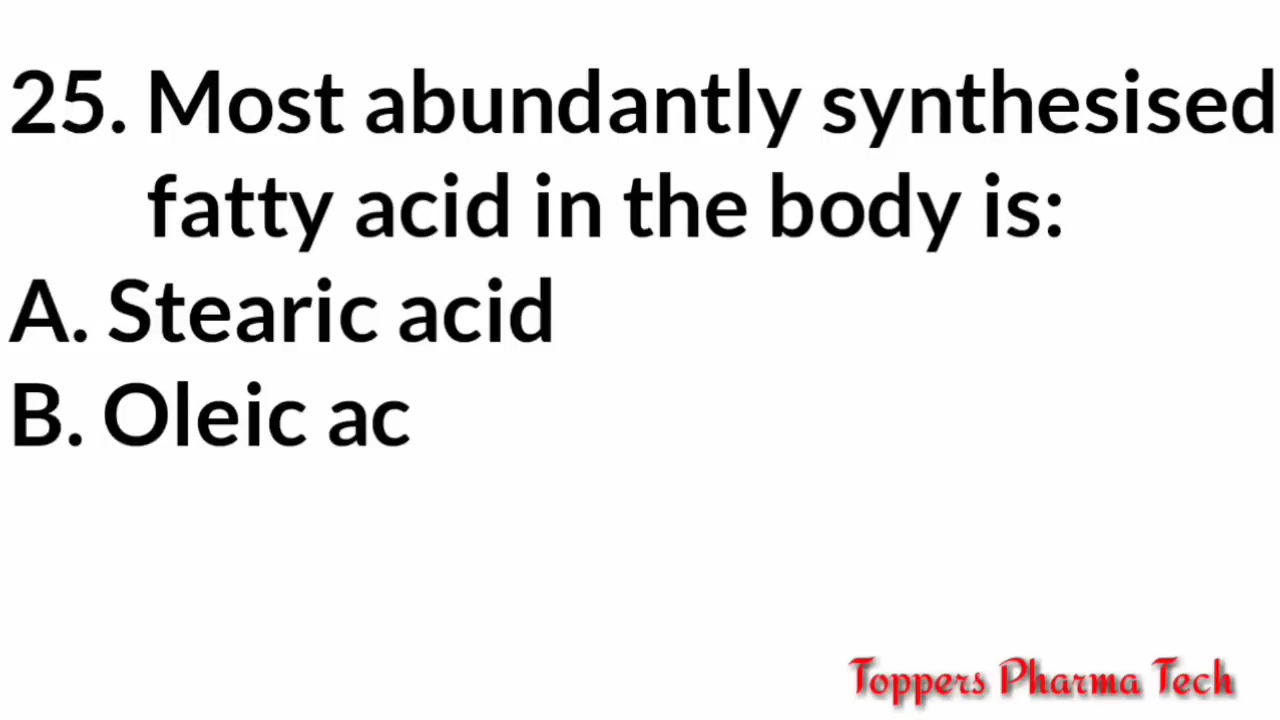 25. Most abundantly synthesised
fatty acid in the body is:
A. Stearic acid
B. Oleic ac
Toppers Pharma Tech